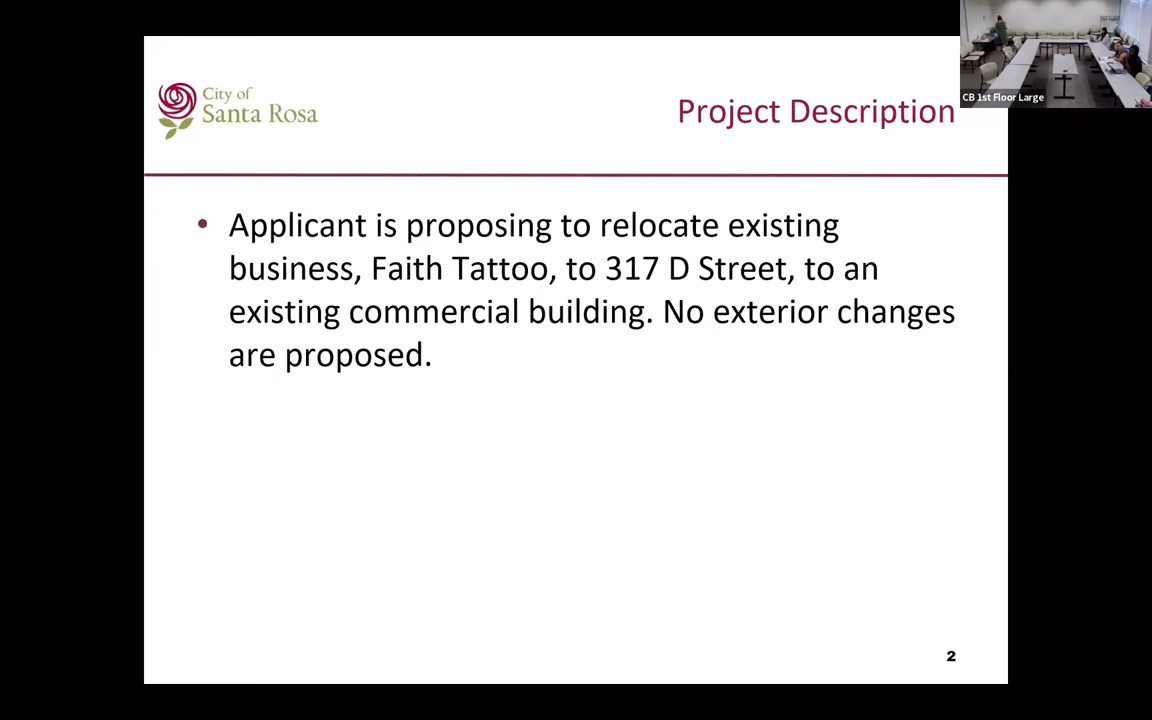 City of
Santa Rosa
Project Description
CB 1st Floor Large
• Applicant is proposing to relocate existing
business, Faith Tattoo, to 317 D Street, to an
existing commercial building. No exterior changes
are proposed.
2